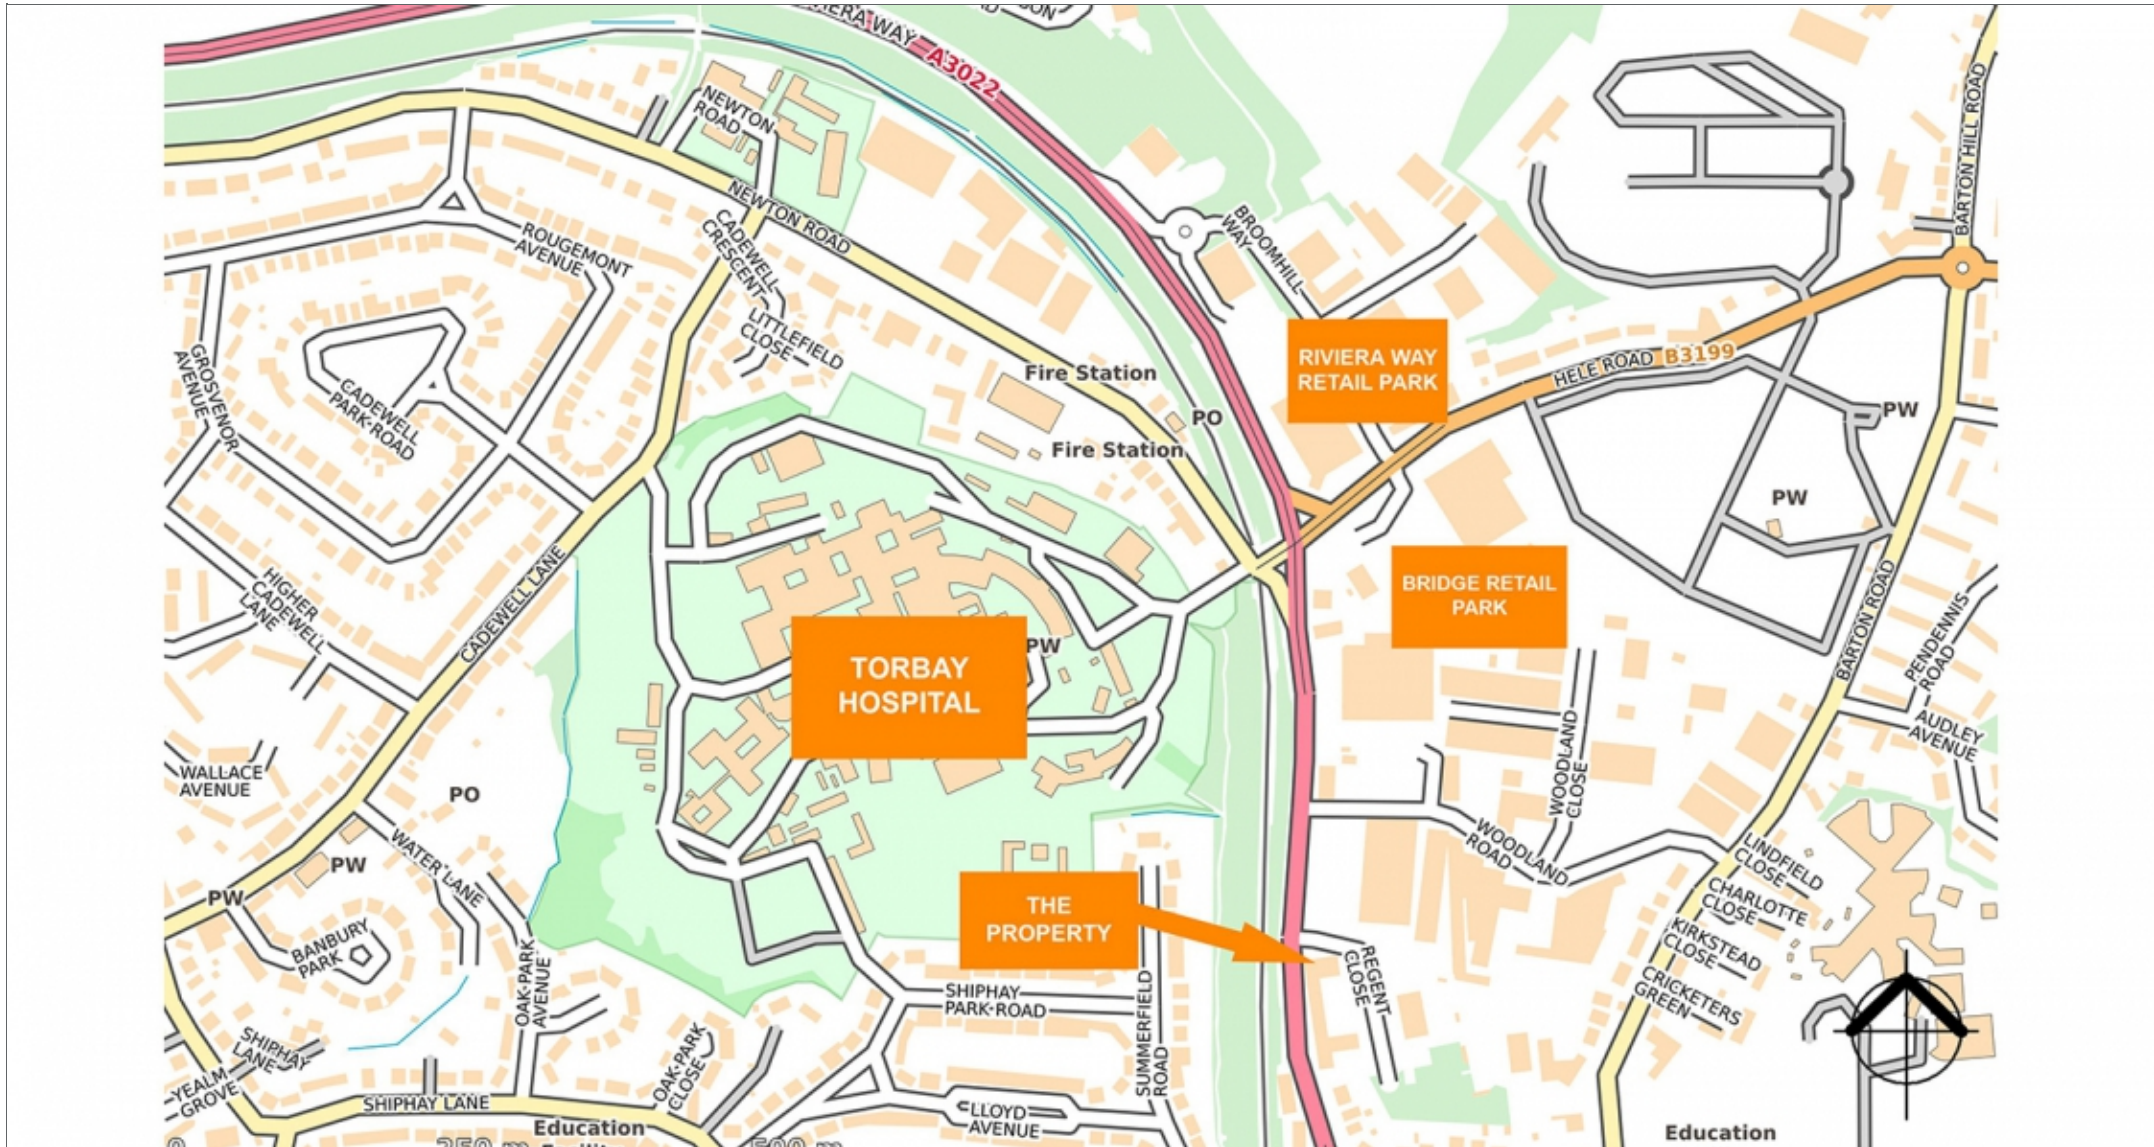 RIVIERA WAY
A3022
BARTON HILL ROAD
NEWTON
ROAD
NEWTON ROAD
CADEWELL
CRESCENT
BROOMHILL
WAY
ROUGEMONT
AVENUE
LITTLEFIELD
CLOSE
GROSVENOR
AVENUE
CADEWELL
PARK ROAD
Fire Station
Fire Station
PO
RIVIERA WAY
RETAIL PARK
HELE ROAD
B3199
PW
PW
HIGHER
CADEWELL
LANE
CADEWELL LANE
BRIDGE RETAIL
PARK
BARTON ROAD
PENDENNIS
ROAD
PW
TORBAY
HOSPITAL
AUDLEY
AVENUE
WOODLAND
CLOSE
WALLACE
AVENUE
PO
WATER LANE
PW
PW
WOODLAND
ROAD
LINDFIELD
CLOSE
CHARLOTTE
CLOSE
KIRKSTEAD
CLOSE
CRICKETERS
GREEN
THE
PROPERTY
BANBURY
PARK
OAK PARK
AVENUE
REGENT
CLOSE
SHIPHAY
PARK ROAD
SUMMERFIELD
ROAD
SHIPHAY
LANE
YEALM
GROVE
OAK PARK
CLOSE
SHIPHAY LANE
LLOYD
AVENUE
Education
Education
0
250 m
500 m